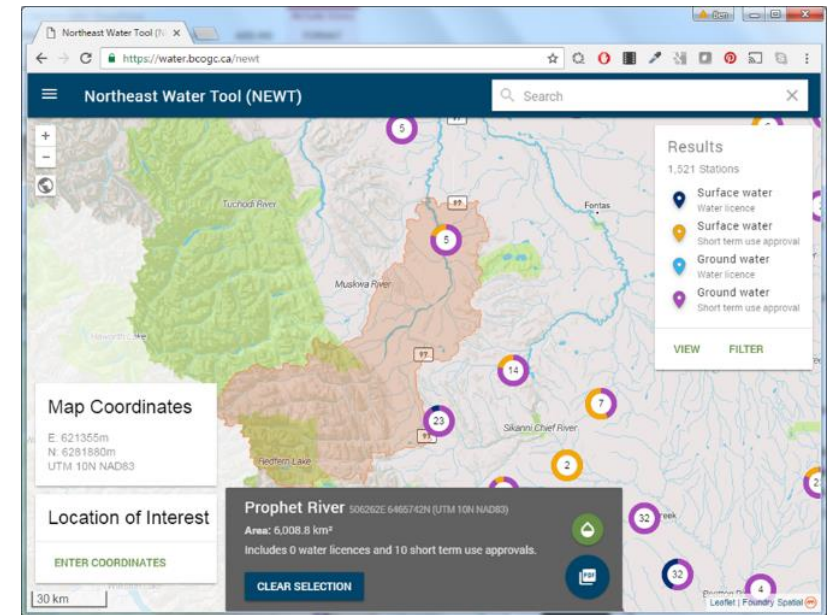 Northeast Water Tool (N
Ben
https://water.bcogc.ca/newt
Northeast Water Tool (NEWT)
Search
+
−
5
97
Tuchodi River
Fontas
5
Muskwa River
97
14
7
23
97
Sikanni Chief River
2
Redfern Lake
32
32
4
Results
1,521 Stations
Surface water
Water licence
Surface water
Short term use approval
Ground water
Water licence
Ground water
Short term use approval
VIEW FILTER
Map Coordinates
E: 621355m
N: 6281880m
UTM 10N NAD83
Location of Interest
ENTER COORDINATES
30 km
Prophet River 506262E 6465742N (UTM 10N NAD83)
Area: 6,008.8 km²
Includes 0 water licences and 10 short term use approvals.
CLEAR SELECTION
PDF
Leaflet | Foundry Spatial